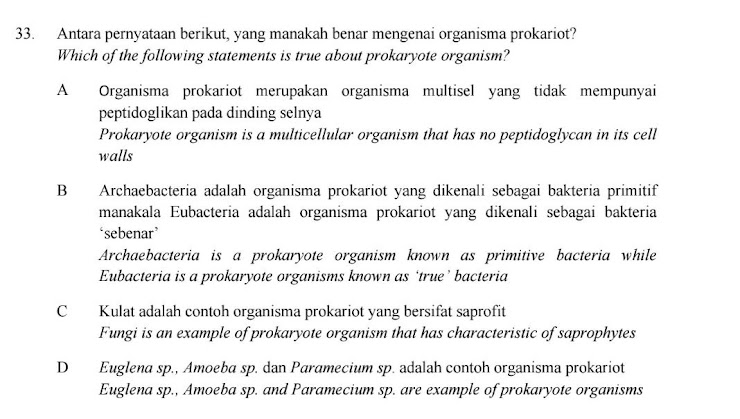 33. Antara pernyataan berikut, yang manakah benar mengenai organisma prokariot?
Which of the following statements is true about prokaryote organism?
A Organisma prokariot merupakan organisma multisel yang tidak mempunyai
peptidoglikan pada dinding selnya
Prokaryote organism is a multicellular organism that has no peptidoglycan in its cell
walls
B Archaebacteria adalah organisma prokariot yang dikenali sebagai bakteria primitif
manakala Eubacteria adalah organisma prokariot yang dikenali sebagai bakteria
‘sebenar’
Archaebacteria is a prokaryote organism known as primitive bacteria while
Eubacteria is a prokaryote organisms known as ‘true’ bacteria
C Kulat adalah contoh organisma prokariot yang bersifat saprofit
Fungi is an example of prokaryote organism that has characteristic of saprophytes
D Euglena sp., Amoeba sp. dan Paramecium sp. adalah contoh organisma prokariot
Euglena sp., Amoeba sp. and Paramecium sp. are example of prokaryote organisms